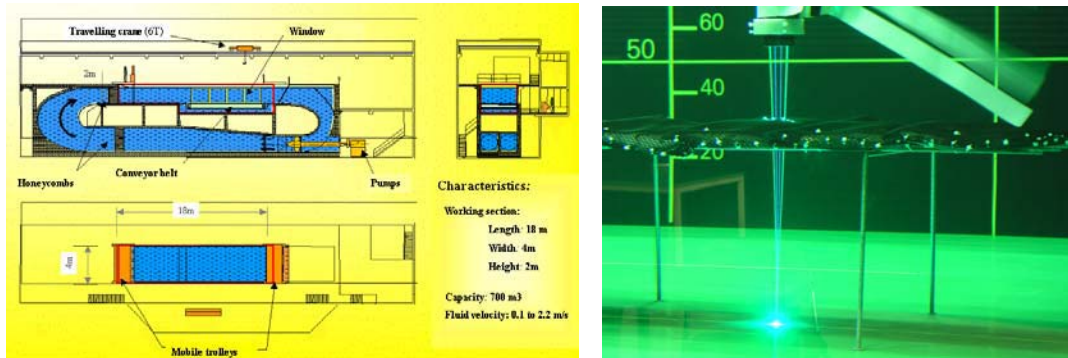 Travelling crane (6T)
Window
2m
Honeycombs
Conveyor belt
Pumps
Characteristics:
18m
Working section:
Length: 18 m
Width: 4m
Height: 2m
4m
Capacity: 700 m3
Fluid velocity: 0.1 to 2.2 m/s
Mobile trolleys
60
50
40
20